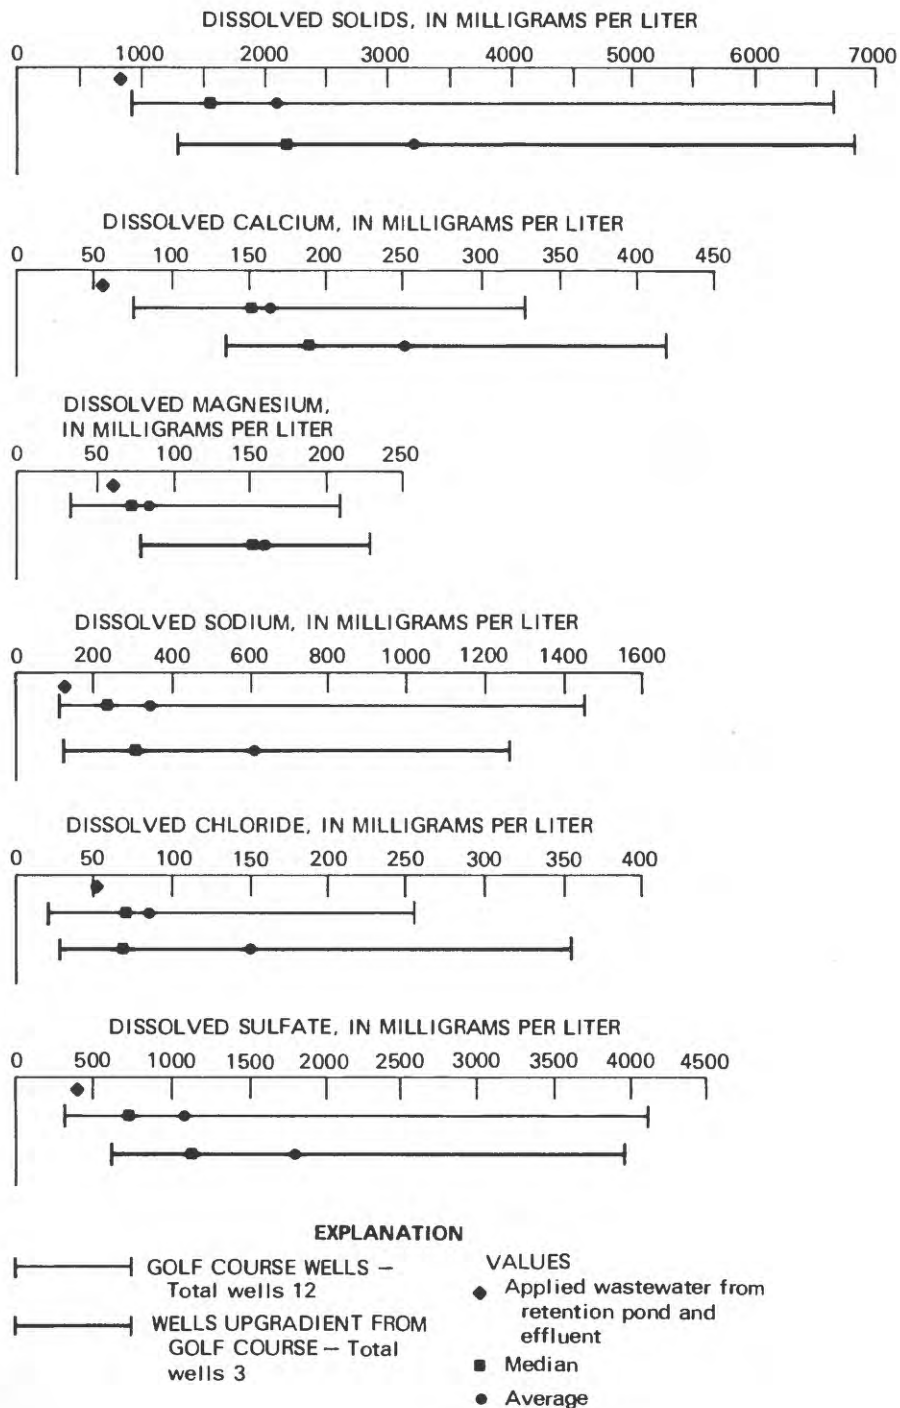 DISSOLVED SOLIDS, IN MILLIGRAMS PER LITER
0 1000 2000 3000 4000 5000 6000 7000
DISSOLVED CALCIUM, IN MILLIGRAMS PER LITER
0 50 100 150 200 250 300 350 400 450
DISSOLVED MAGNESIUM,
IN MILLIGRAMS PER LITER
0 50 100 150 200 250
DISSOLVED SODIUM, IN MILLIGRAMS PER LITER
0 200 400 600 800 1000 1200 1400 1600
DISSOLVED CHLORIDE, IN MILLIGRAMS PER LITER
0 50 100 150 200 250 300 350 400
DISSOLVED SULFATE, IN MILLIGRAMS PER LITER
0 500 1000 1500 2000 2500 3000 3500 4000 4500
EXPLANATION
GOLF COURSE WELLS —
Total wells 12
WELLS UPGRADIENT FROM
GOLF COURSE — Total
wells 3
VALUES
Applied wastewater from
retention pond and
effluent
Median
Average